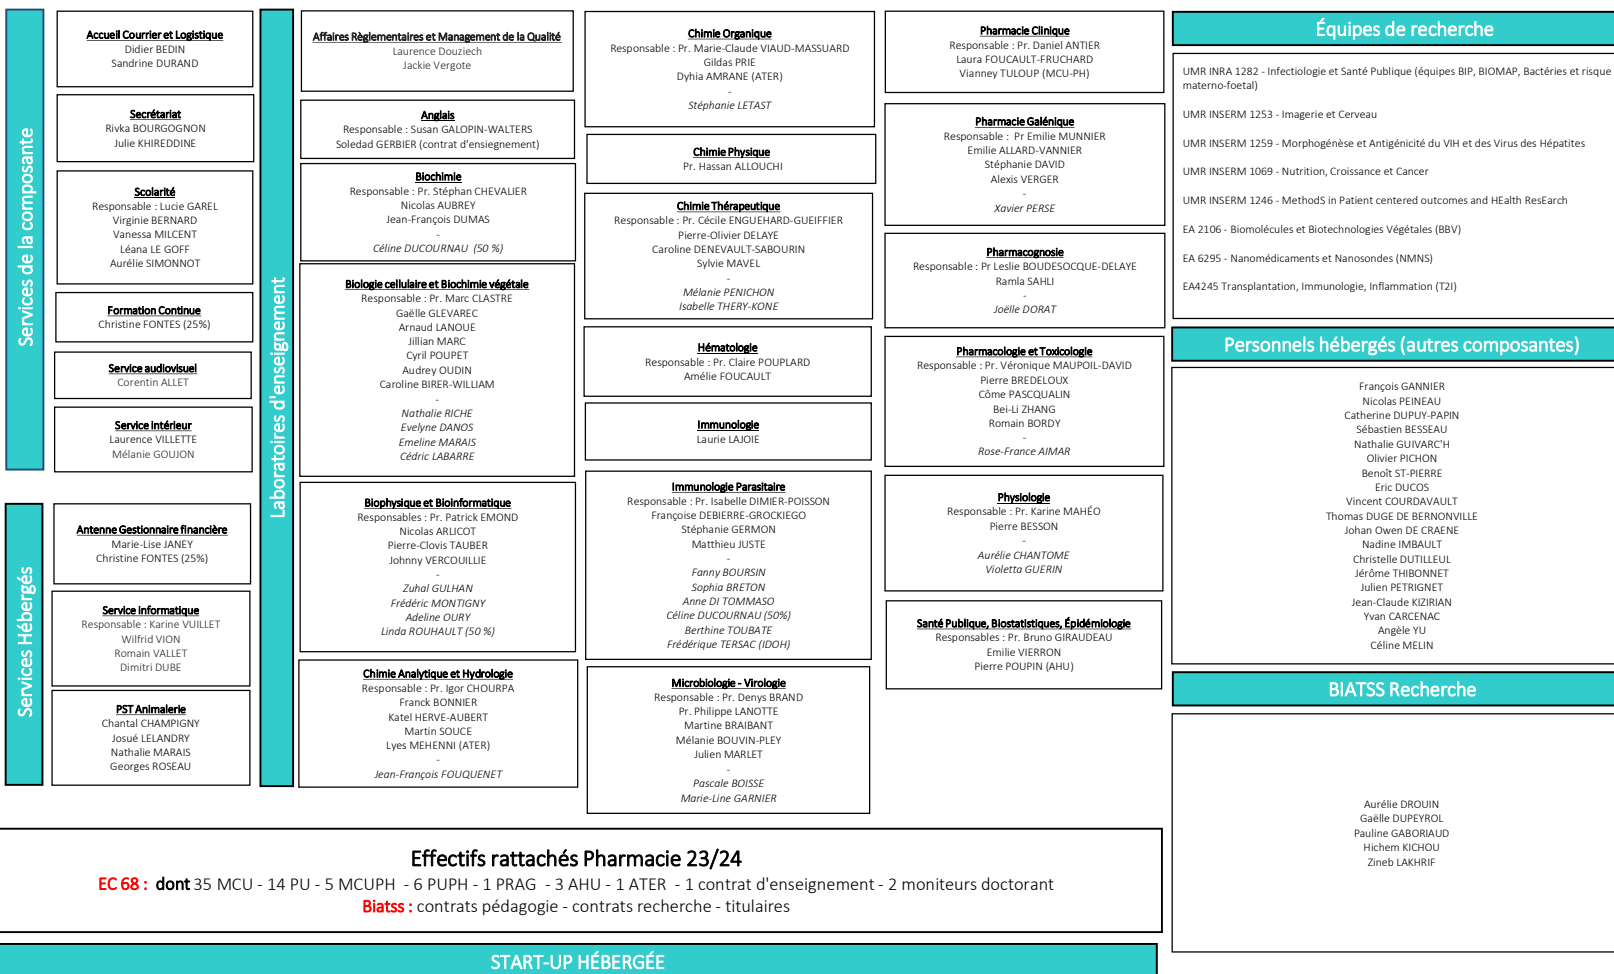 Services de la composante
Accueil Courrier et Logistique
Didier BEDIN
Sandrine DURAND
Secrétariat
Rivka BOURGOGNON
Julie KHIREDDINE
Scolarité
Responsable : Lucie GAREL
Virginie BERNARD
Vanessa MILCENT
Léana LE GOFF
Aurélie SIMONNOT
Formation Continue
Christine FONTES (25%)
Service audiovisuel
Corentin ALLET
Service intérieur
Laurence VILLETTE
Mélanie GOUJON
Services Hébergés
Antenne Gestionnaire financière
Marie-Lise JANEY
Christine FONTES (25%)
Service informatique
Responsable : Karine VUILLET
Wilfrid VION
Romain VALLET
Dimitri DUBE
PST Animalerie
Chantal CHAMPIGNY
Josué LELANDRY
Nathalie MARAIS
Georges ROSEAU
Laboratoires d'enseignement
Affaires Règlementaires et Management de la Qualité
Laurence Douziech
Jackie Vergote
Anglais
Responsable : Susan GALOPIN-WALTERS
Soledad GERBIER (contrat d'ensiegnement)
Biochimie
Responsable : Pr. Stéphan CHEVALIER
Nicolas AUBREY
Jean-François DUMAS
-
Céline DUCOURNAU (50 %)
Biologie cellulaire et Biochimie végétale
Responsable : Pr. Marc CLASTRE
Gaëlle GLEVAREC
Arnaud LANOUE
Jillian MARC
Cyril POUPET
Audrey OUDIN
Caroline BIRER-WILLIAM
-
Nathalie RICHE
Evelyne DANOS
Emeline MARAIS
Cédric LABARRE
Biophysique et Bioinformatique
Responsables : Pr. Patrick EMOND
Nicolas ARLICOT
Pierre-Clovis TAUBER
Johnny VERCOUILLIE
-
Zuhal GULHAN
Frédéric MONTIGNY
Adeline OURY
Linda ROUHAULT (50 %)
Chimie Analytique et Hydrologie
Responsable : Pr. Igor CHOURPA
Franck BONNIER
Katel HERVE-AUBERT
Martin SOUCE
Lyes MEHENNI (ATER)
-
Jean-François FOUQUENET
Chimie Organique
Responsable : Pr. Marie-Claude VIAUD-MASSUARD
Gildas PRIE
Dyhia AMRANE (ATER)
-
Stéphanie LETAST
Chimie Physique
Pr. Hassan ALLOUCHI
Chimie Thérapeutique
Responsable : Pr. Cécile ENGUEHARD-GUEIFFIER
Pierre-Olivier DELAYE
Caroline DENEVAULT-SABOURIN
Sylvie MAVEL
-
Mélanie PENICHON
Isabelle THERY-KONE
Hématologie
Responsable : Pr. Claire POUPLARD
Amélie FOUCAULT
Immunologie
Laurie LAJOIE
Immunologie Parasitaire
Responsable : Pr. Isabelle DIMIER-POISSON
Françoise DEBIERRE-GROCKIEGO
Stéphanie GERMON
Matthieu JUSTE
-
Fanny BOURSIN
Sophia BRETON
Anne DI TOMMASO
Céline DUCOURNAU (50%)
Berthine TOUBATE
Frédérique TERSAC (IDOH)
Microbiologie - Virologie
Responsable : Pr. Denys BRAND
Pr. Philippe LANOTTE
Martine BRAIBANT
Mélanie BOUVIN-PLEY
Julien MARLET
-
Pascale BOISSE
Marie-Line GARNIER
Pharmacie Clinique
Responsable : Pr. Daniel ANTIER
Laura FOUCAULT-FRUCHARD
Vianney TULOUP (MCU-PH)
Pharmacie Galénique
Responsable : Pr Emilie MUNNIER
Emilie ALLARD-VANNIER
Stéphanie DAVID
Alexis VERGER
-
Xavier PERSE
Pharmacognosie
Responsable : Pr Leslie BOUDESOCQUE-DELAYE
Ramla SAHLI
-
Joëlle DORAT
Pharmacologie et Toxicologie
Responsable : Pr. Véronique MAUPOIL-DAVID
Pierre BREDELOUX
Côme PASCQUALIN
Bei-Li ZHANG
Romain BORDY
-
Rose-France AIMAR
Physiologie
Responsable : Pr. Karine MAHÉO
Pierre BESSON
-
Aurélie CHANTOME
Violetta GUERIN
Santé Publique, Biostatistiques, Épidémiologie
Responsables : Pr. Bruno GIRAUDEAU
Emilie VIERRON
Pierre POUPIN (AHU)
Équipes de recherche
UMR INRA 1282 - Infectiologie et Santé Publique (équipes BIP, BIOMAP, Bactéries et risque
materno-foetal)
UMR INSERM 1253 - Imagerie et Cerveau
UMR INSERM 1259 - Morphogénèse et Antigénicité du VIH et des Virus des Hépatites
UMR INSERM 1069 - Nutrition, Croissance et Cancer
UMR INSERM 1246 - MethodS in Patient centered outcomes and HEalth ResEarch
EA 2106 - Biomolécules et Biotechnologies Végétales (BBV)
EA 6295 - Nanomédicaments et Nanosondes (NMNS)
EA4245 Transplantation, Immunologie, Inflammation (T2I)
Personnels hébergés (autres composantes)
François GANNIER
Nicolas PEINEAU
Catherine DUPUY-PAPIN
Sébastien BESSEAU
Nathalie GUIVARC'H
Olivier PICHON
Benoît ST-PIERRE
Eric DUCOS
Vincent COURDAVAULT
Thomas DUGE DE BERNONVILLE
Johan Owen DE CRAENE
Nadine IMBAULT
Christelle DUTILLEUL
Jérôme THIBONNET
Julien PETRIGNET
Jean-Claude KIZIRIAN
Yvan CARCENAC
Angèle YU
Céline MELIN
BIATSS Recherche
Aurélie DROUIN
Gaëlle DUPEYROL
Pauline GABORIAUD
Hichem KICHOU
Zineb LAKHRIF
Effectifs rattachés Pharmacie 23/24
EC 68 : dont 35 MCU - 14 PU - 5 MCUPH - 6 PUPH - 1 PRAG - 3 AHU - 1 ATER - 1 contrat d'enseignement - 2 moniteurs doctorant
Biatss : contrats pédagogie - contrats recherche - titulaires
START-UP HÉBERGÉE